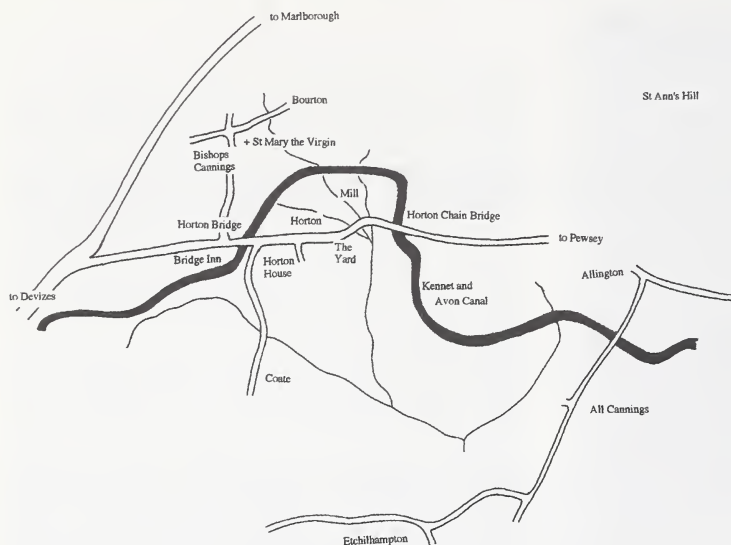 to Marlborough
St Ann's Hill
Bourton
+ St Mary the Virgin
Bishops
Cannings
Mill
Horton Bridge
Horton
Horton Chain Bridge
to Pewsey
Bridge Inn
Horton
House
The
Yard
Allington
Kennet and
Avon Canal
to Devizes
Coate
All Cannings
Etchilhampton